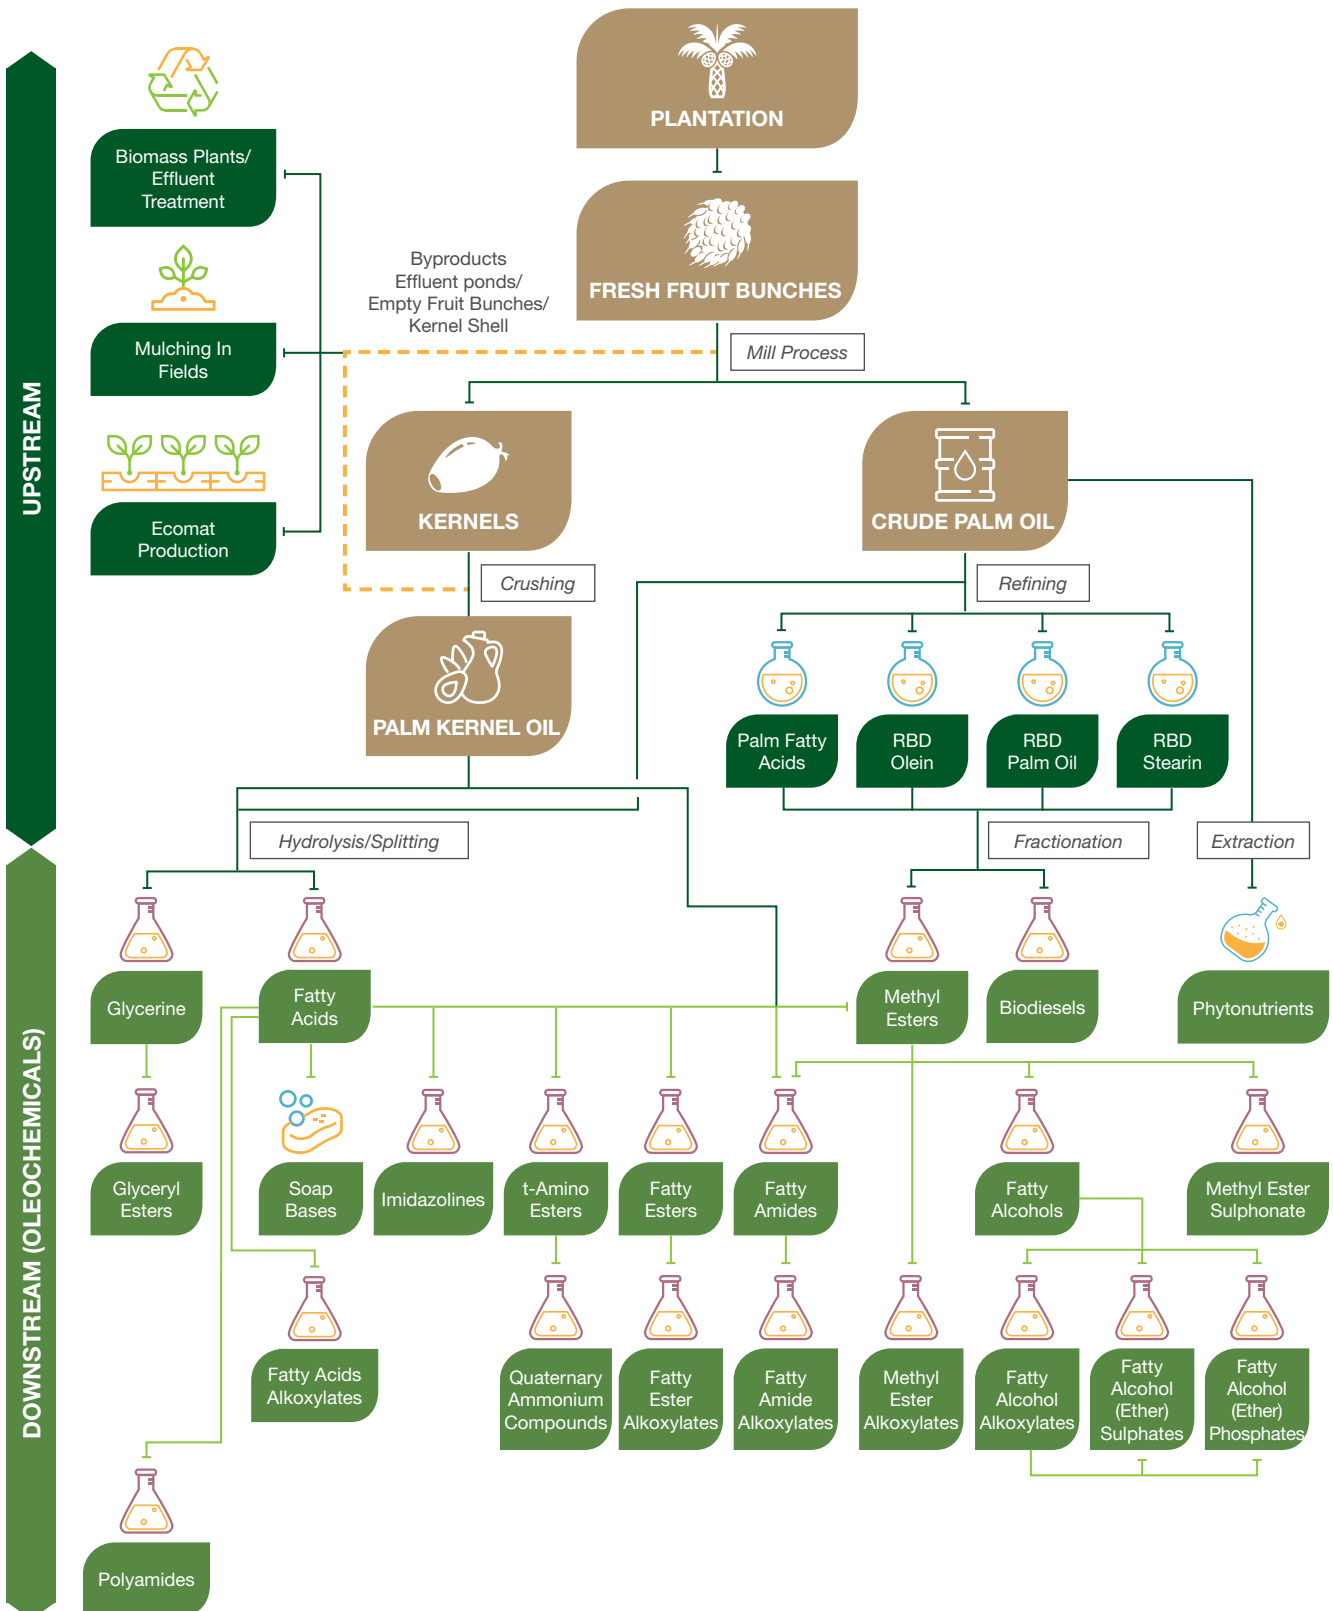 PLANTATION
Biomass Plants/
Effluent
Treatment
Byproducts
Effluent ponds/
Empty Fruit Bunches/
Kernel Shell
FRESH FRUIT BUNCHES
Mulching In
Fields
Mill Process
UPSTREAM
KERNELS
CRUDE PALM OIL
Ecomat
Production
Crushing
Refining
PALM KERNEL OIL
Palm Fatty
Acids
RBD
Olein
RBD
Palm Oil
RBD
Stearin
Hydrolysis/Splitting
Fractionation
Extraction
DOWNSTREAM (OLEOCHEMICALS)
Glycerine
Fatty
Acids
Methyl
Esters
Biodiesels
Phytonutrients
Glyceryl
Esters
Soap
Bases
Imidazolines
t-Amino
Esters
Fatty
Esters
Fatty
Amides
Fatty
Alcohols
Methyl Ester
Sulphonate
Fatty Acids
Alkoxylates
Quaternary
Ammonium
Compounds
Fatty
Ester
Alkoxylates
Fatty
Amide
Alkoxylates
Methyl
Ester
Alkoxylates
Fatty
Alcohol
Alkoxylates
Fatty
Alcohol
(Ether)
Sulphates
Fatty
Alcohol
(Ether)
Phosphates
Polyamides